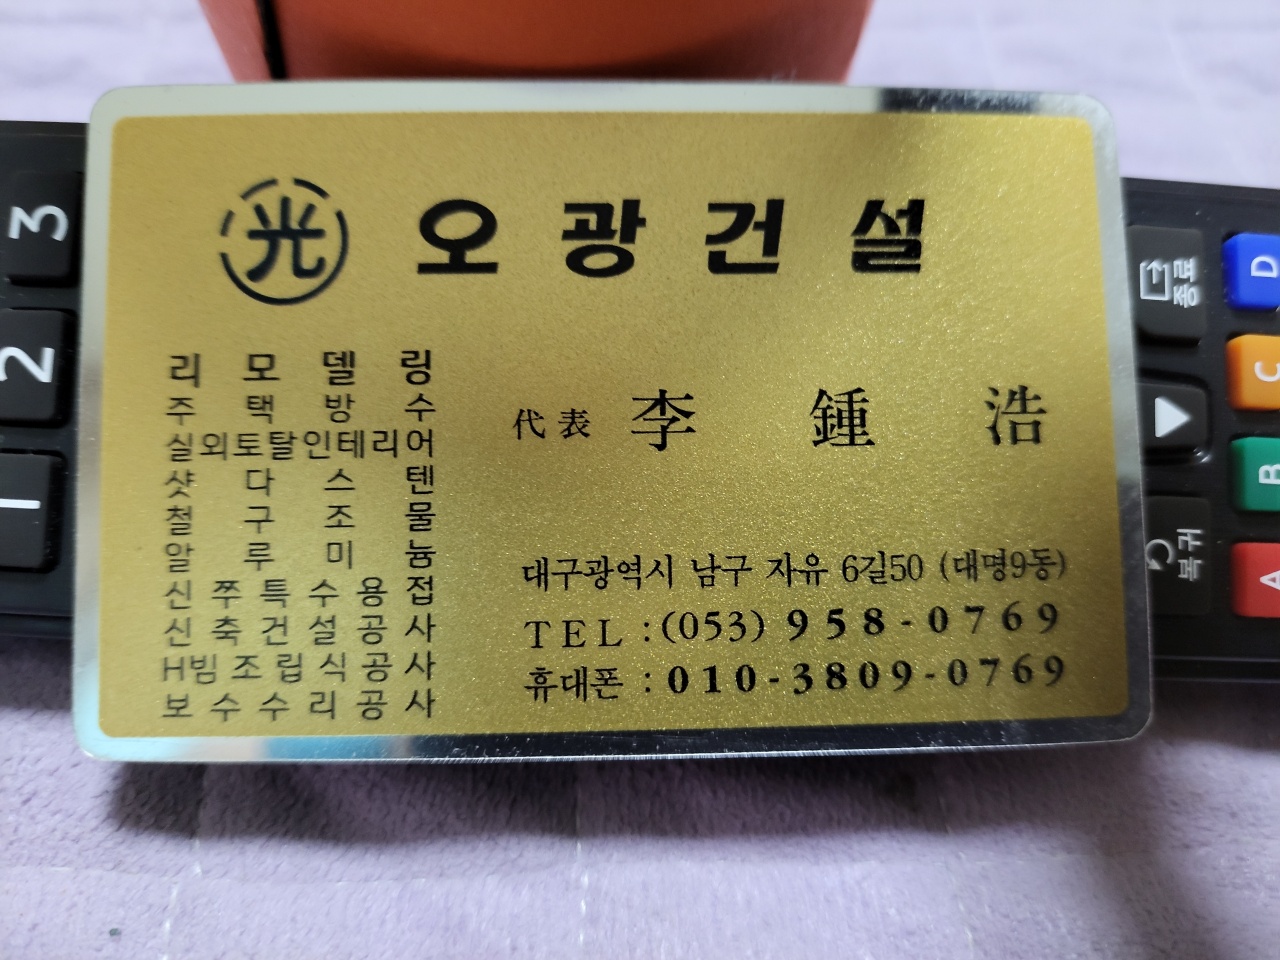 光 오광건설
리모델링
주택방수
실외토탈인테리어
샷다스텐
철구조물
알루미늄
신쭈특수용접
신축건설공사
H빔조립식공사
보수수리공사
代表 李鍾浩
대구광역시 남구 자유 6길50 (대명9동)
TEL :(053) 958-0769
휴대폰 : 010-3809-0769
3
2
1
종료
복귀
D
C
B
A